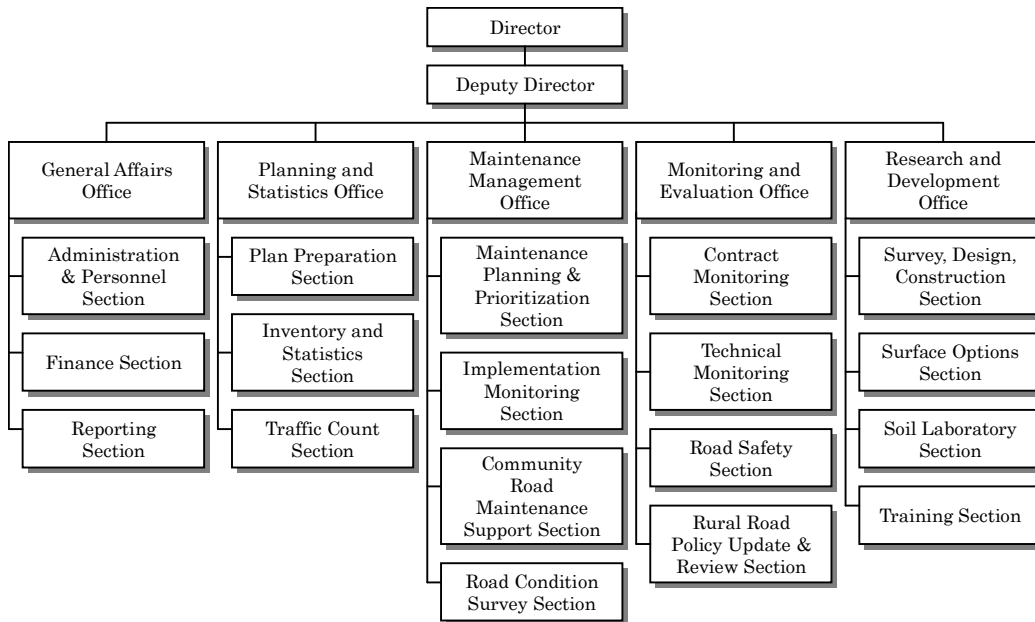 Director
Deputy Director
General Affairs
Office
Planning and
Statistics Office
Maintenance
Management
Office
Monitoring and
Evaluation Office
Research and
Development
Office
Administration
& Personnel
Section
Finance Section
Reporting
Section
Plan Preparation
Section
Inventory and
Statistics
Section
Traffic Count
Section
Maintenance
Planning &
Prioritization
Section
Implementation
Monitoring
Section
Community
Road
Maintenance
Support Section
Road Condition
Survey Section
Contract
Monitoring
Section
Technical
Monitoring
Section
Road Safety
Section
Rural Road
Policy Update &
Review Section
Survey, Design,
Construction
Section
Surface Options
Section
Soil Laboratory
Section
Training Section